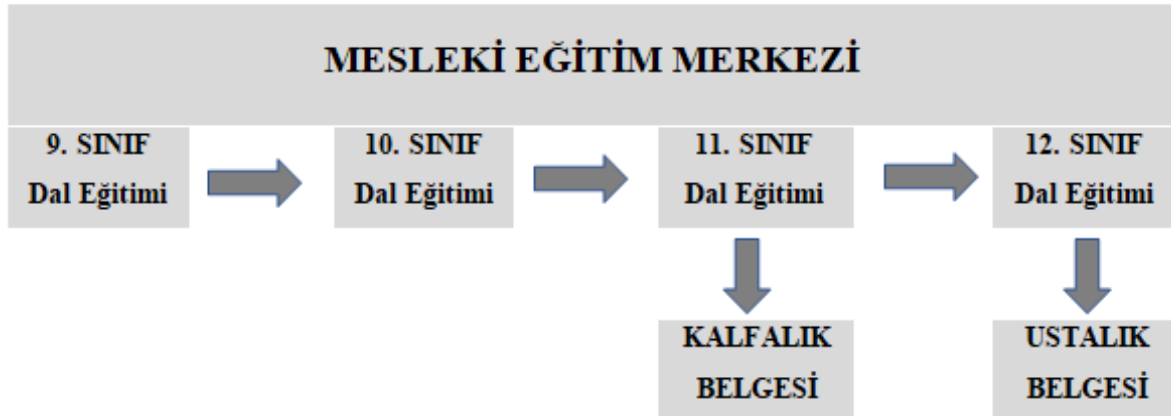 MESLEKİ EĞİTİM MERKEZİ
9. SINIF
Dal Eğitimi
10. SINIF
Dal Eğitimi
11. SINIF
Dal Eğitimi
12. SINIF
Dal Eğitimi
KALFALIK
BELGESİ
USTALIK
BELGESİ